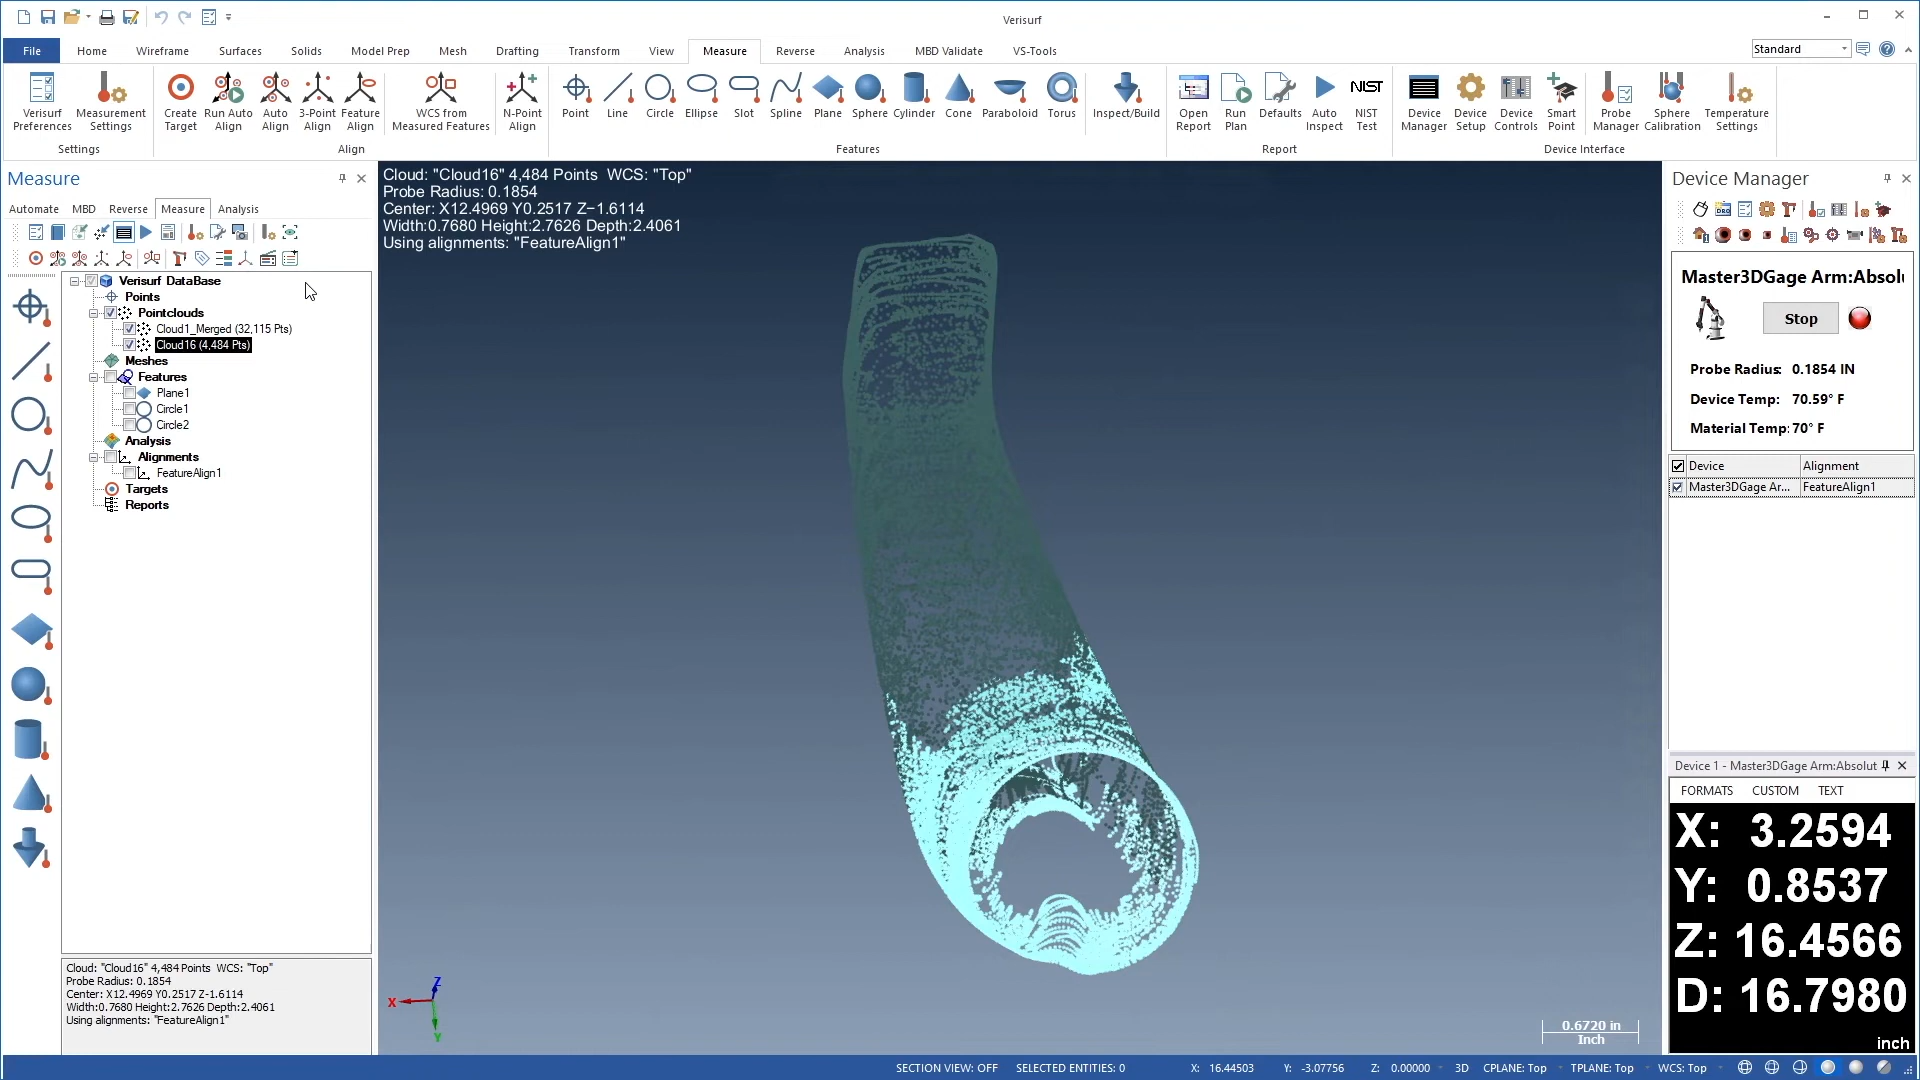 Verisurf
File Home Wireframe Surfaces Solids Model Prep Mesh Drafting Transform View Measure Reverse Analysis MBD Validate VS-Tools
Standard
Verisurf Preferences
Measurement Settings
Settings
Create Target
Run Auto Align
Auto Align
3-Point Align
Feature Align
WCS from Measured Features
N-Point Align
Align
Point
Line
Circle
Ellipse
Slot
Spline
Plane
Sphere
Cylinder
Cone
Paraboloid
Torus
Inspect/Build
Features
Open Report
Run Plan
Defaults
Auto Inspect
NIST
NIST Test
Report
Device Manager
Device Setup
Device Controls
Smart Point
Probe Manager
Sphere Calibration
Temperature Settings
Device Interface
Measure
Automate MBD Reverse Measure Analysis
Verisurf DataBase
Points
Pointclouds
Cloud1_Merged (32,115 Pts)
Cloud16 (4,484 Pts)
Meshes
Features
Plane1
Circle1
Circle2
Analysis
Alignments
FeatureAlign1
Targets
Reports
Cloud: "Cloud16" 4,484 Points WCS: "Top"
Probe Radius: 0.1854
Center: X12.4969 Y0.2517 Z-1.6114
Width:0.7680 Height:2.7626 Depth:2.4061
Using alignments: "FeatureAlign1"
Cloud: "Cloud16" 4,484 Points WCS: "Top"
Probe Radius: 0.1854
Center: X12.4969 Y0.2517 Z−1.6114
Width:0.7680 Height:2.7626 Depth:2.4061
Using alignments: "FeatureAlign1"
X
Z
Y
0.6720 in
Inch
Device Manager
Master3DGage Arm:Absolu
Stop
Probe Radius: 0.1854 IN
Device Temp: 70.59° F
Material Temp: 70° F
Device Alignment
Master3DGage Ar... FeatureAlign1
Device 1 - Master3DGage Arm:Absolut
FORMATS CUSTOM TEXT
X: 3.2594
Y: 0.8537
Z: 16.4566
D: 16.7980
inch
SECTION VIEW: OFF SELECTED ENTITIES: 0 X: 16.44503 Y: -3.07756 Z: 0.00000 3D CPLANE: Top TPLANE: Top WCS: Top